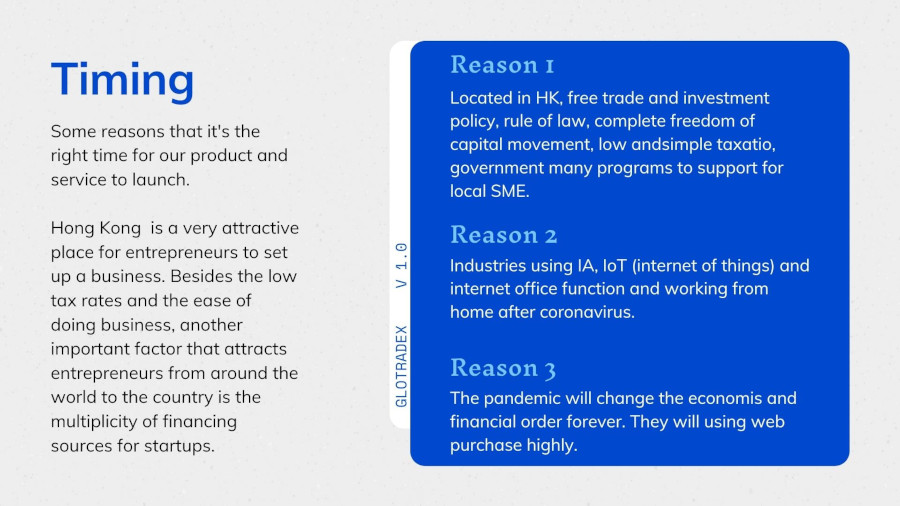 Timing
Some reasons that it's the
right time for our product and
service to launch.
Hong Kong is a very attractive
place for entrepreneurs to set
up a business. Besides the low
tax rates and the ease of
doing business, another
important factor that attracts
entrepreneurs from around the
world to the country is the
multiplicity of financing
sources for startups.
GLOTRADEX V 1.0
Reason 1
Located in HK, free trade and investment
policy, rule of law, complete freedom of
capital movement, low andsimple taxatio,
government many programs to support for
local SME.
Reason 2
Industries using IA, IoT (internet of things) and
internet office function and working from
home after coronavirus.
Reason 3
The pandemic will change the economis and
financial order forever. They will using web
purchase highly.